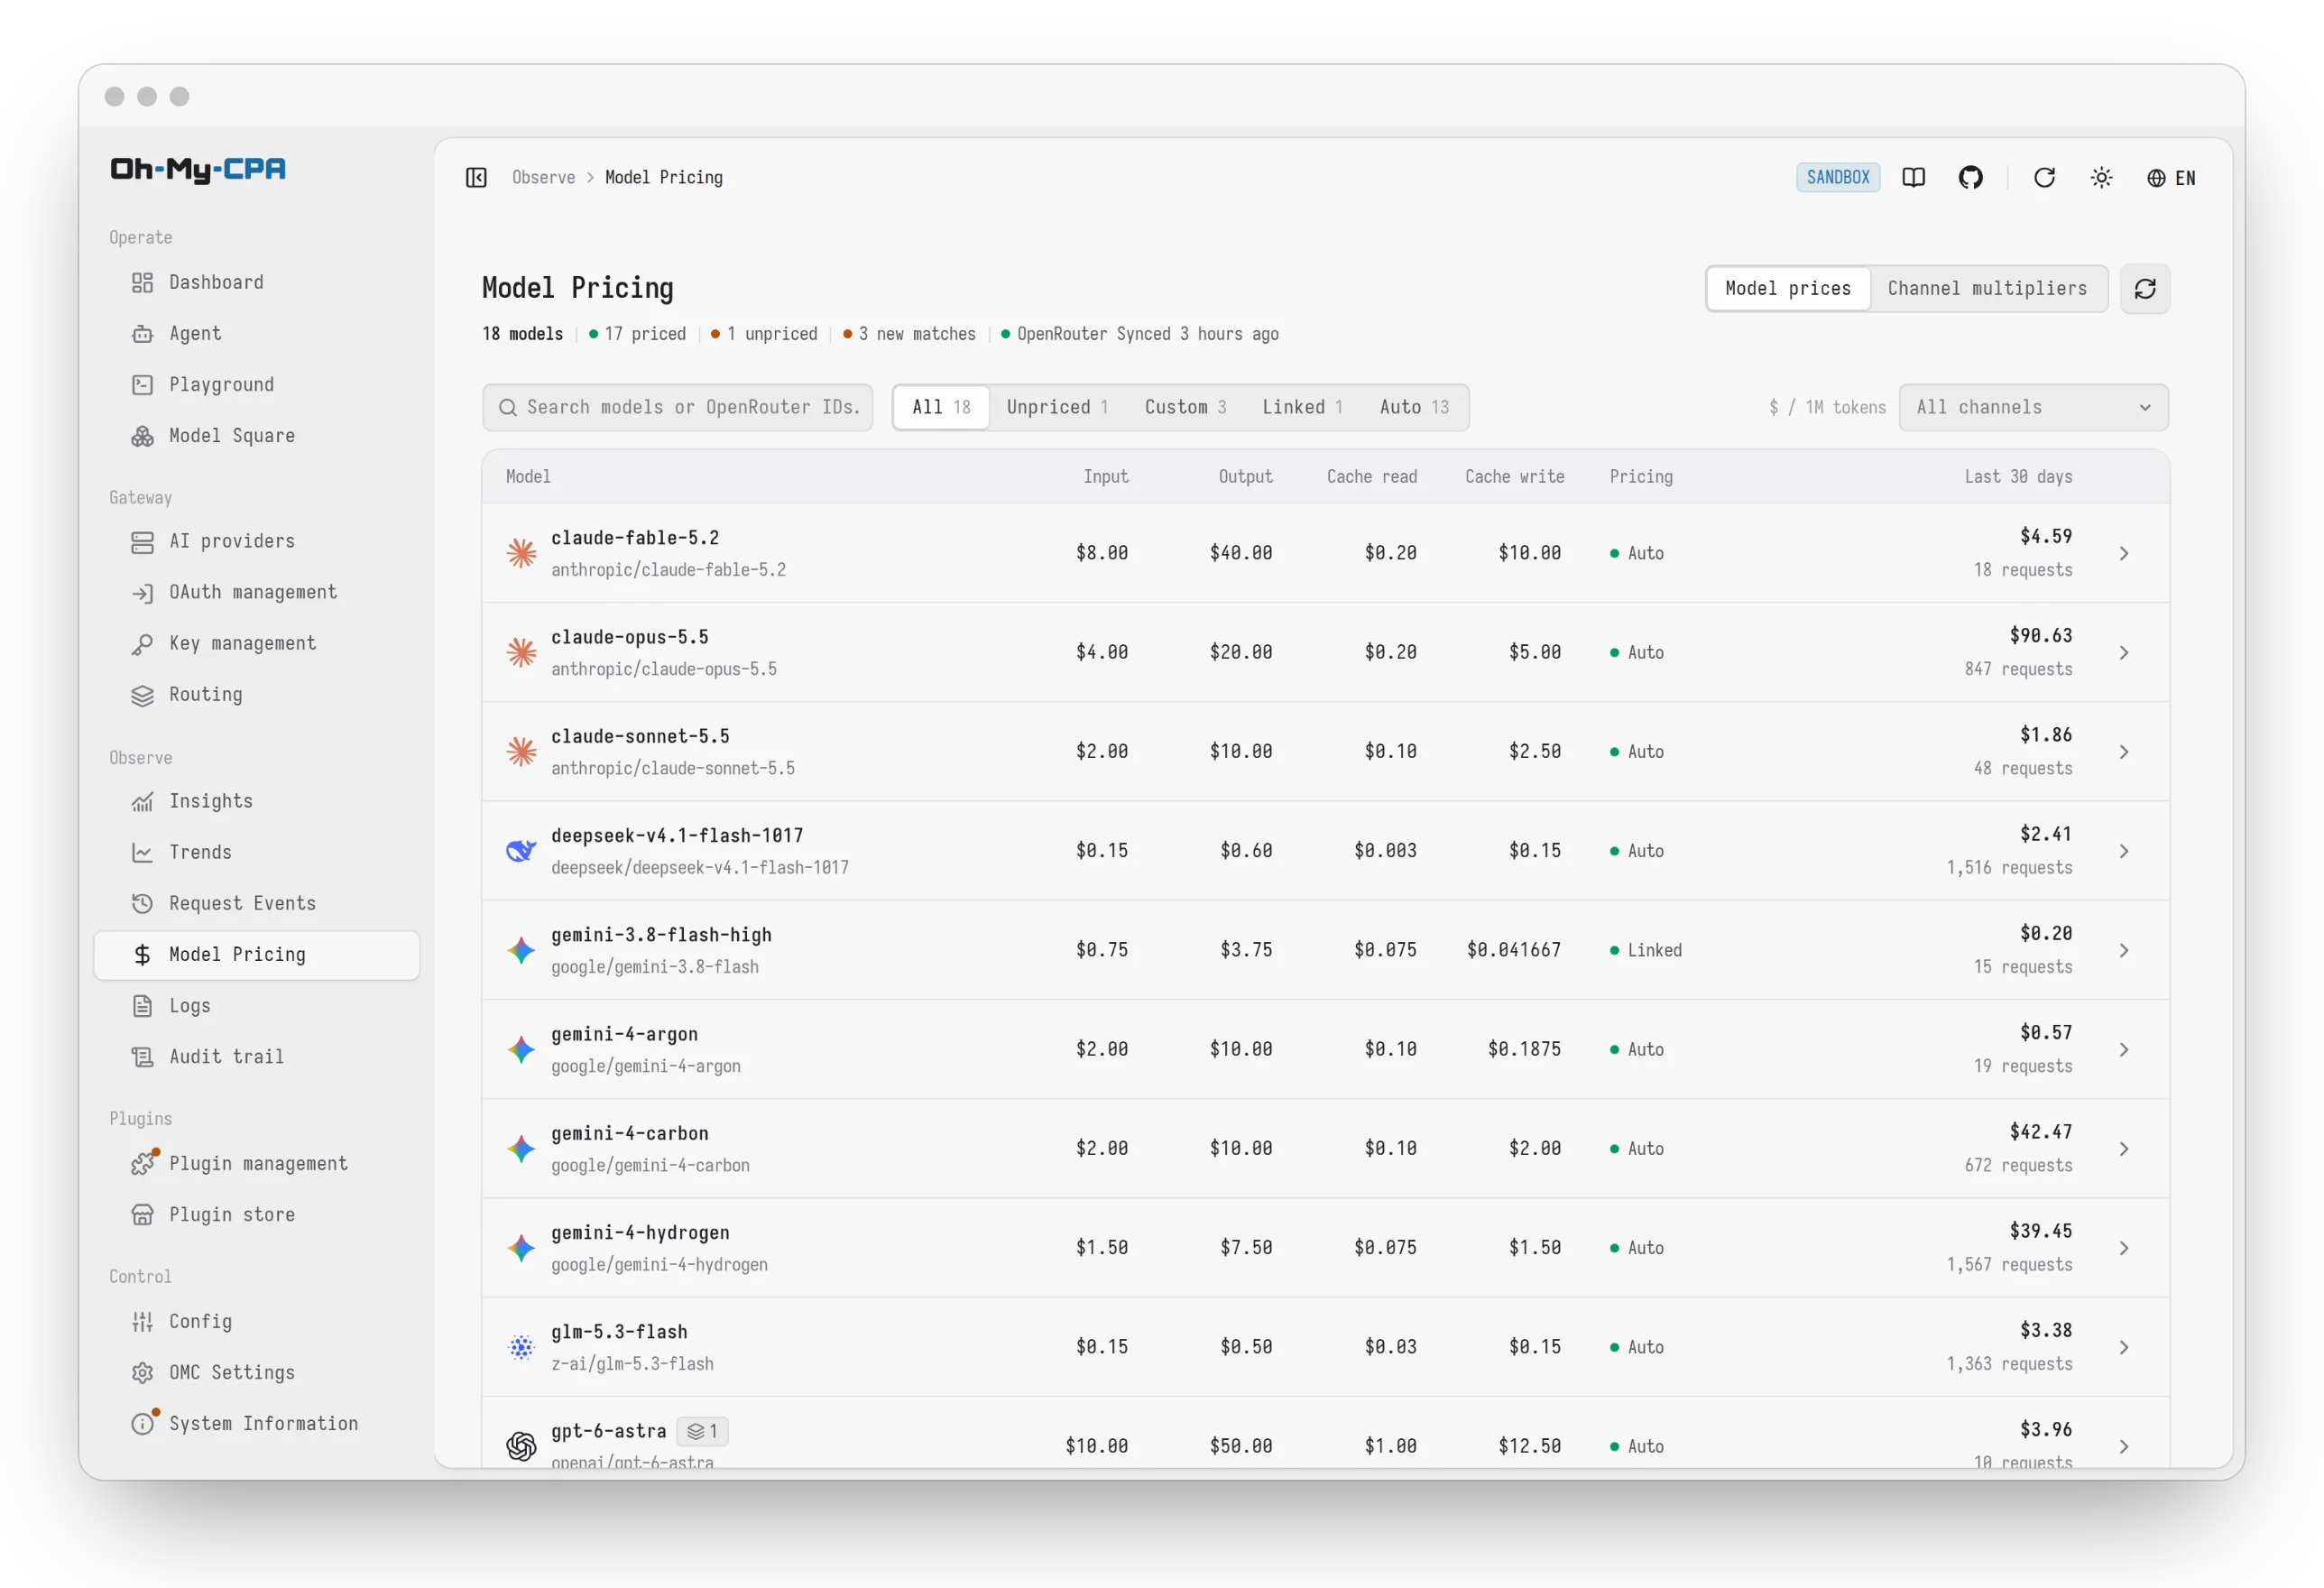 Oh-My-CPA
Operate
Dashboard
Agent
Playground
Model Square
Gateway
AI providers
OAuth management
Key management
Routing
Observe
Insights
Trends
Request Events
Model Pricing
Logs
Audit trail
Plugins
Plugin management
Plugin store
Control
Config
OMC Settings
System Information
Observe > Model Pricing
SANDBOX
EN
Model Pricing
Model prices Channel multipliers
18 models | 17 priced | 1 unpriced | 3 new matches | OpenRouter Synced 3 hours ago
Search models or OpenRouter IDs.
All 18 Unpriced 1 Custom 3 Linked 1 Auto 13
$ / 1M tokens All channels
Model Input Output Cache read Cache write Pricing Last 30 days
claude-fable-5.2
anthropic/claude-fable-5.2
$8.00 $40.00 $0.20 $10.00 Auto
$4.59
18 requests
claude-opus-5.5
anthropic/claude-opus-5.5
$4.00 $20.00 $0.20 $5.00 Auto
$90.63
847 requests
claude-sonnet-5.5
anthropic/claude-sonnet-5.5
$2.00 $10.00 $0.10 $2.50 Auto
$1.86
48 requests
deepseek-v4.1-flash-1017
deepseek/deepseek-v4.1-flash-1017
$0.15 $0.60 $0.003 $0.15 Auto
$2.41
1,516 requests
gemini-3.8-flash-high
google/gemini-3.8-flash
$0.75 $3.75 $0.075 $0.041667 Linked
$0.20
15 requests
gemini-4-argon
google/gemini-4-argon
$2.00 $10.00 $0.10 $0.1875 Auto
$0.57
19 requests
gemini-4-carbon
google/gemini-4-carbon
$2.00 $10.00 $0.10 $2.00 Auto
$42.47
672 requests
gemini-4-hydrogen
google/gemini-4-hydrogen
$1.50 $7.50 $0.075 $1.50 Auto
$39.45
1,567 requests
glm-5.3-flash
z-ai/glm-5.3-flash
$0.15 $0.50 $0.03 $0.15 Auto
$3.38
1,363 requests
gpt-6-astra 1
openai/gpt-6-astra
$10.00 $50.00 $1.00 $12.50 Auto
$3.96
10 requests